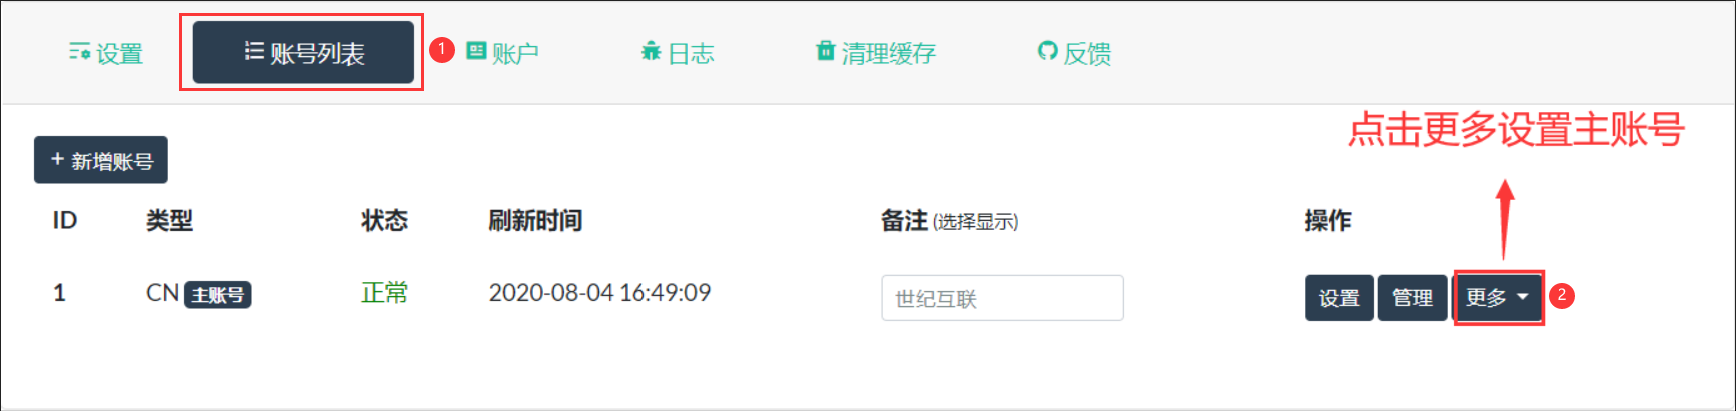 设置 账号列表 1 账户 日志 清理缓存 反馈
点击更多设置主账号
+ 新增账号
ID 类型 状态 刷新时间 备注 (选择显示) 操作
1 CN 主账号 正常 2020-08-04 16:49:09 世纪互联 设置 管理 更多 2